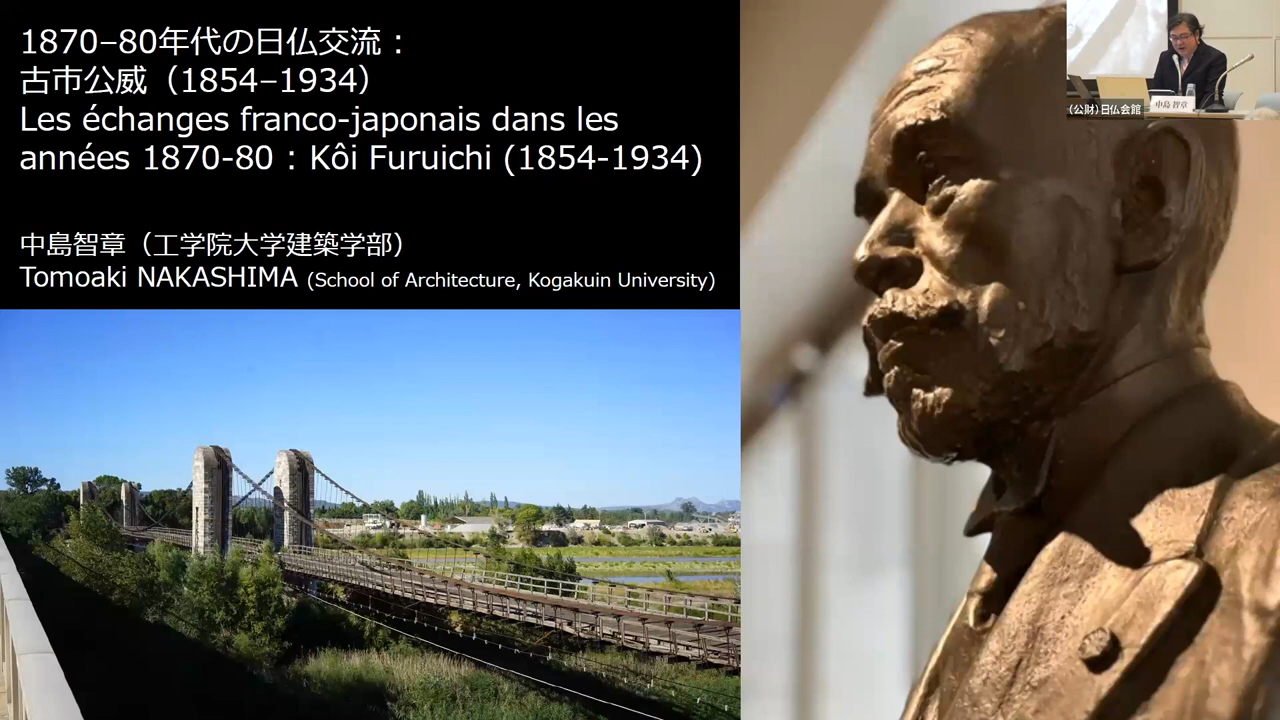 1870–80年代の日仏交流：
古市公威（1854–1934）
Les échanges franco-japonais dans les
années 1870-80 : Kôi Furuichi (1854-1934)
中島智章（工学院大学建築学部）
Tomoaki NAKASHIMA (School of Architecture, Kogakuin University)
中島 智章
（公財）日仏会館